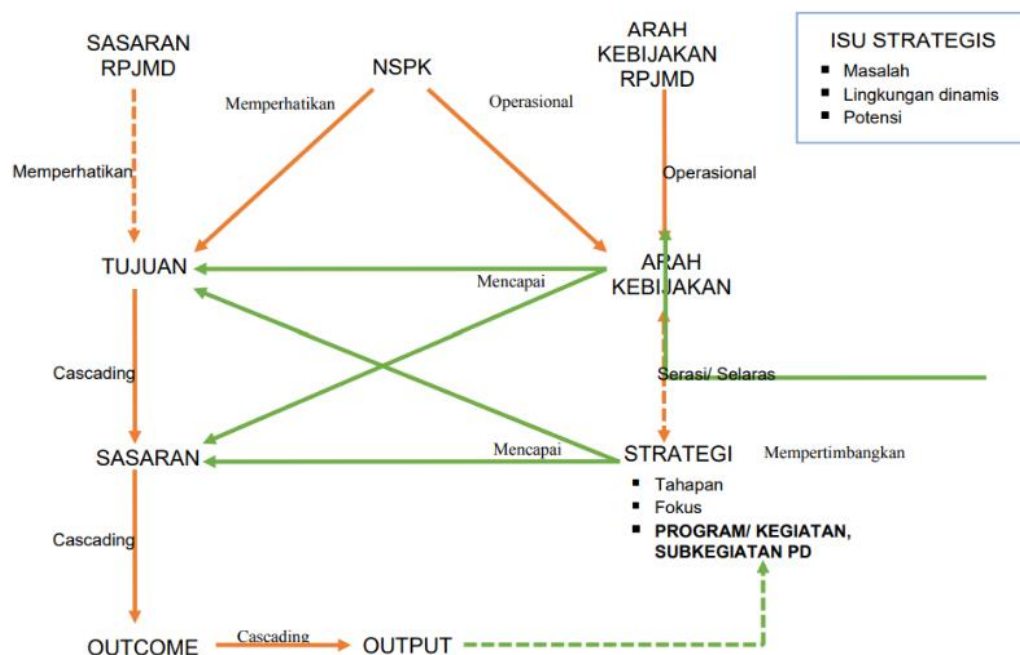 SASARAN
RPJMD
NSPK
ARAH
KEBIJAKAN
RPJMD
ISU STRATEGIS
Masalah
Lingkungan dinamis
Potensi
Memperhatikan
Operasional
Memperhatikan
Operasional
TUJUAN
Mencapai
ARAH
KEBIJAKAN
Cascading
Serasi/ Selaras
SASARAN
Mencapai
STRATEGI
Mempertimbangkan
Tahapan
Fokus
PROGRAM/ KEGIATAN,
SUBKEGIATAN PD
Cascading
OUTCOME
Cascading
OUTPUT